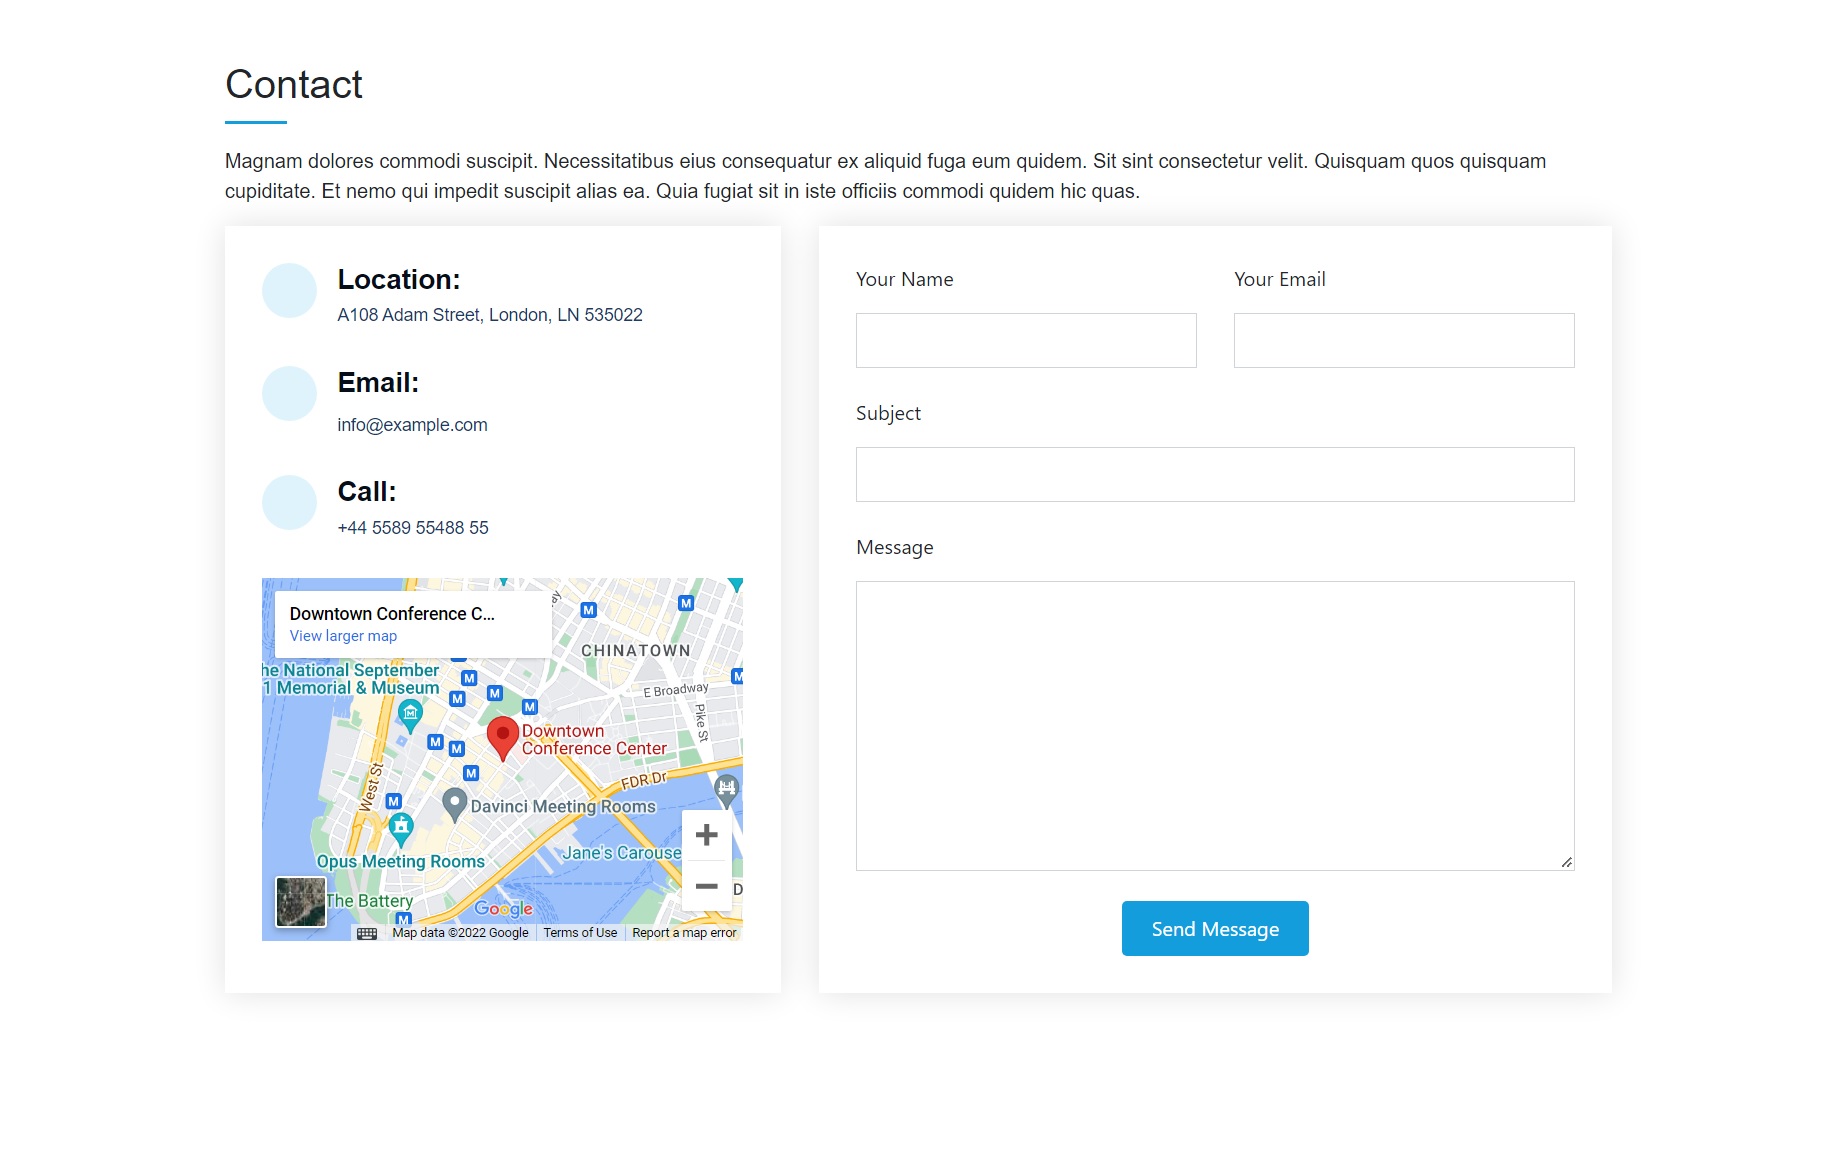 Contact
Magnam dolores commodi suscipit. Necessitatibus eius consequatur ex aliquid fuga eum quidem. Sit sint consectetur velit. Quisquam quos quisquam
cupiditate. Et nemo qui impedit suscipit alias ea. Quia fugiat sit in iste officiis commodi quidem hic quas.
Location:
A108 Adam Street, London, LN 535022
Email:
info@example.com
Call:
+44 5589 55488 55
Downtown Conference C...
View larger map
CHINATOWN
he National September
1 Memorial & Museum
E Broadway
Pike St
Downtown
Conference Center
West St
FDR Dr
Davinci Meeting Rooms
Jane's Carouse
Opus Meeting Rooms
The Battery
D
Google
Map data ©2022 Google
Terms of Use
Report a map error
Your Name
Your Email
Subject
Message
Send Message